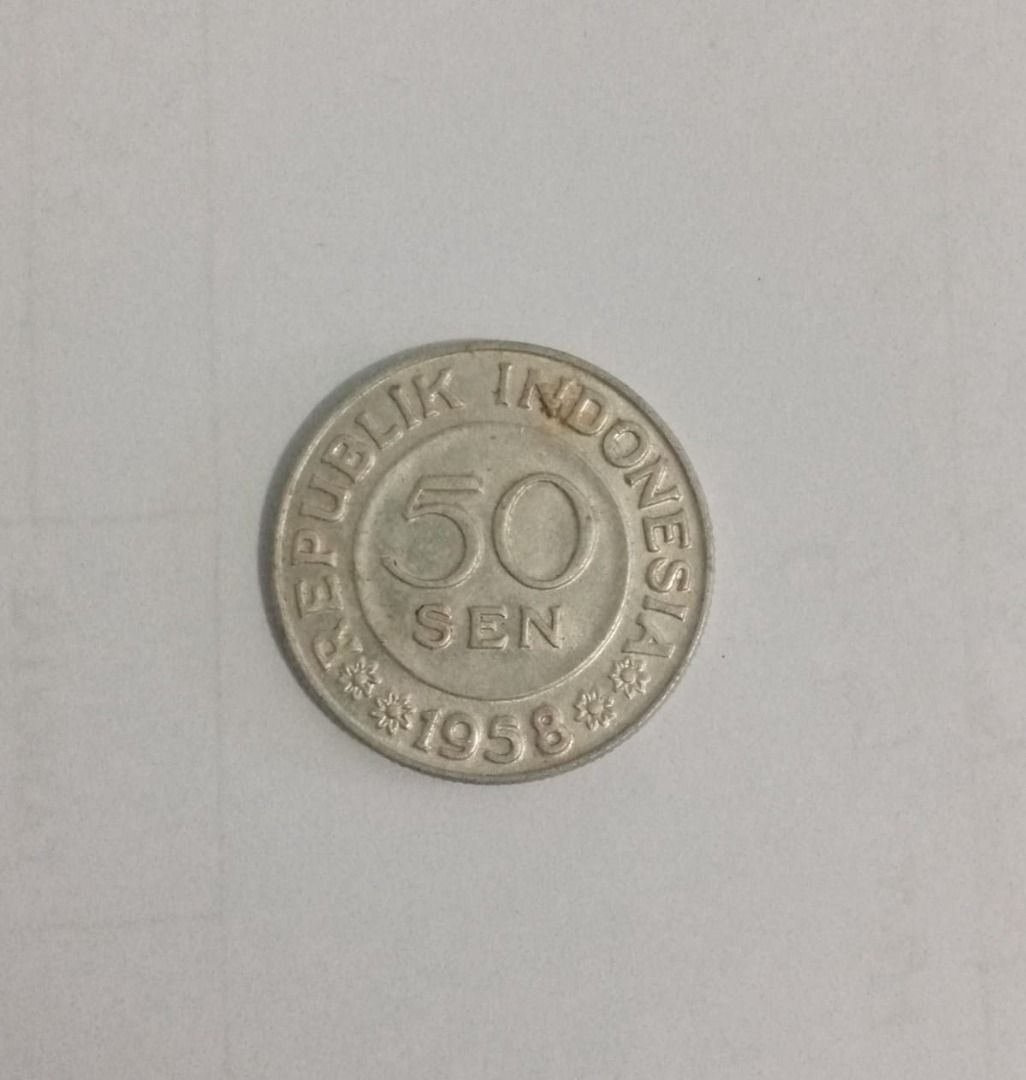 REPUBLIK INDONESIA
50
SEN
1958